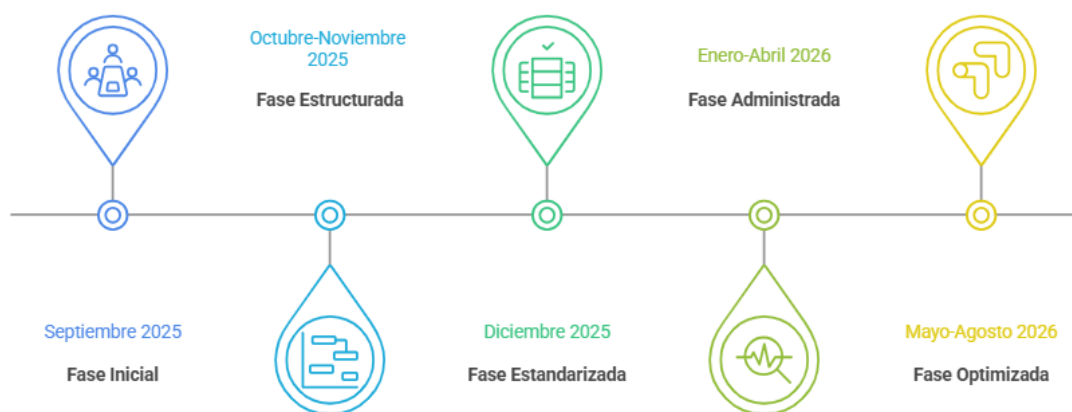 Septiembre 2025
Fase Inicial
Octubre-Noviembre
2025
Fase Estructurada
Diciembre 2025
Fase Estandarizada
Enero-Abril 2026
Fase Administrada
Mayo-Agosto 2026
Fase Optimizada